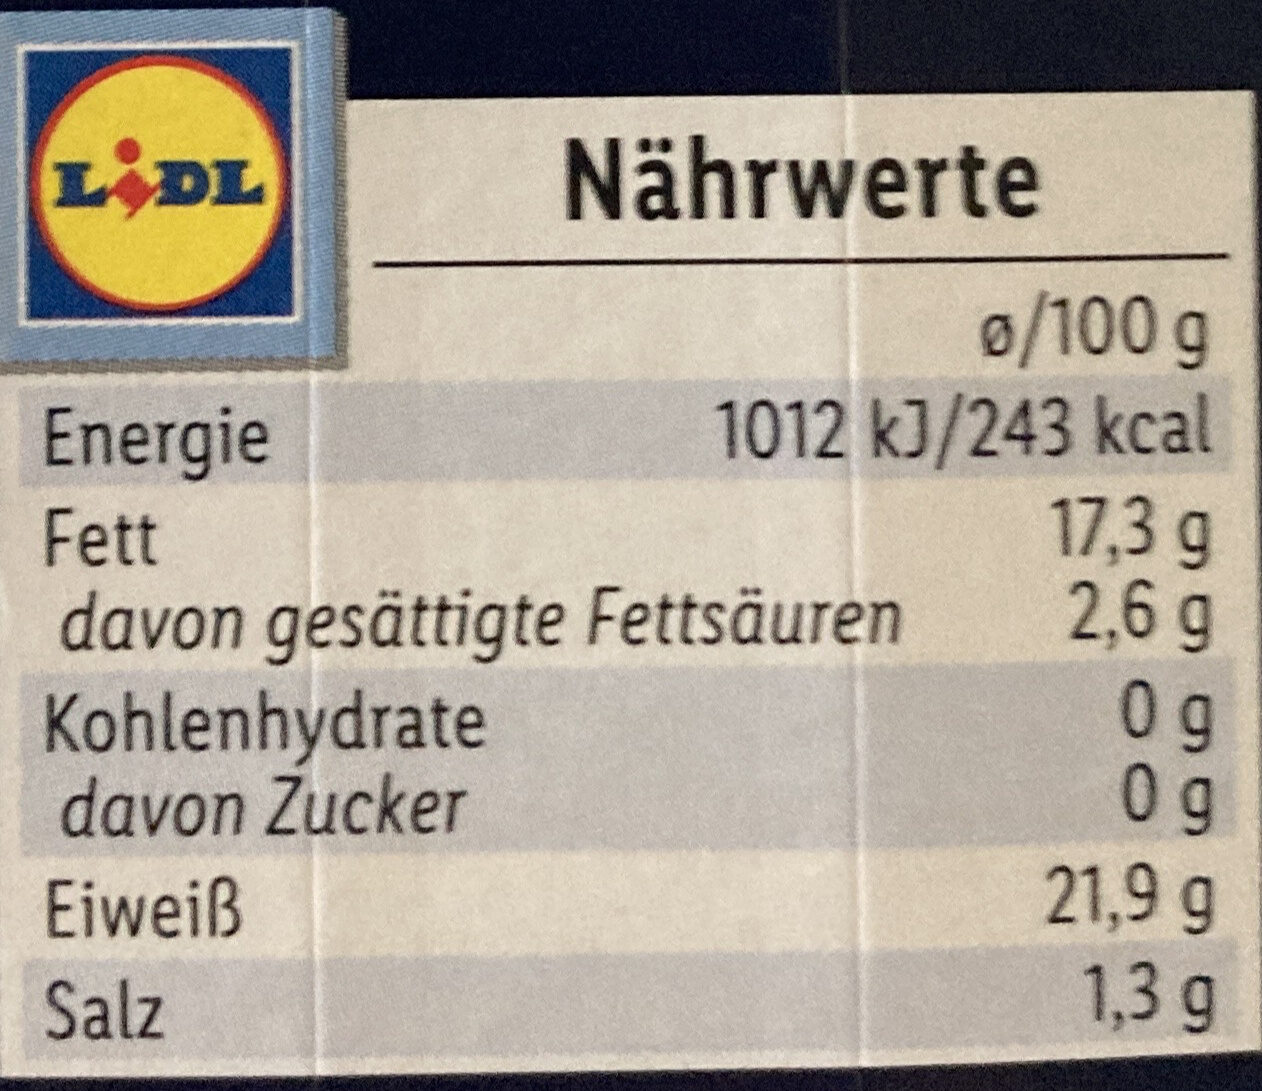 LiDL
Nährwerte
ø/100 g
Energie 1012 kJ/243 kcal
Fett 17,3 g
davon gesättigte Fettsäuren 2,6 g
Kohlenhydrate 0 g
davon Zucker 0 g
Eiweiß 21,9 g
Salz 1,3 g